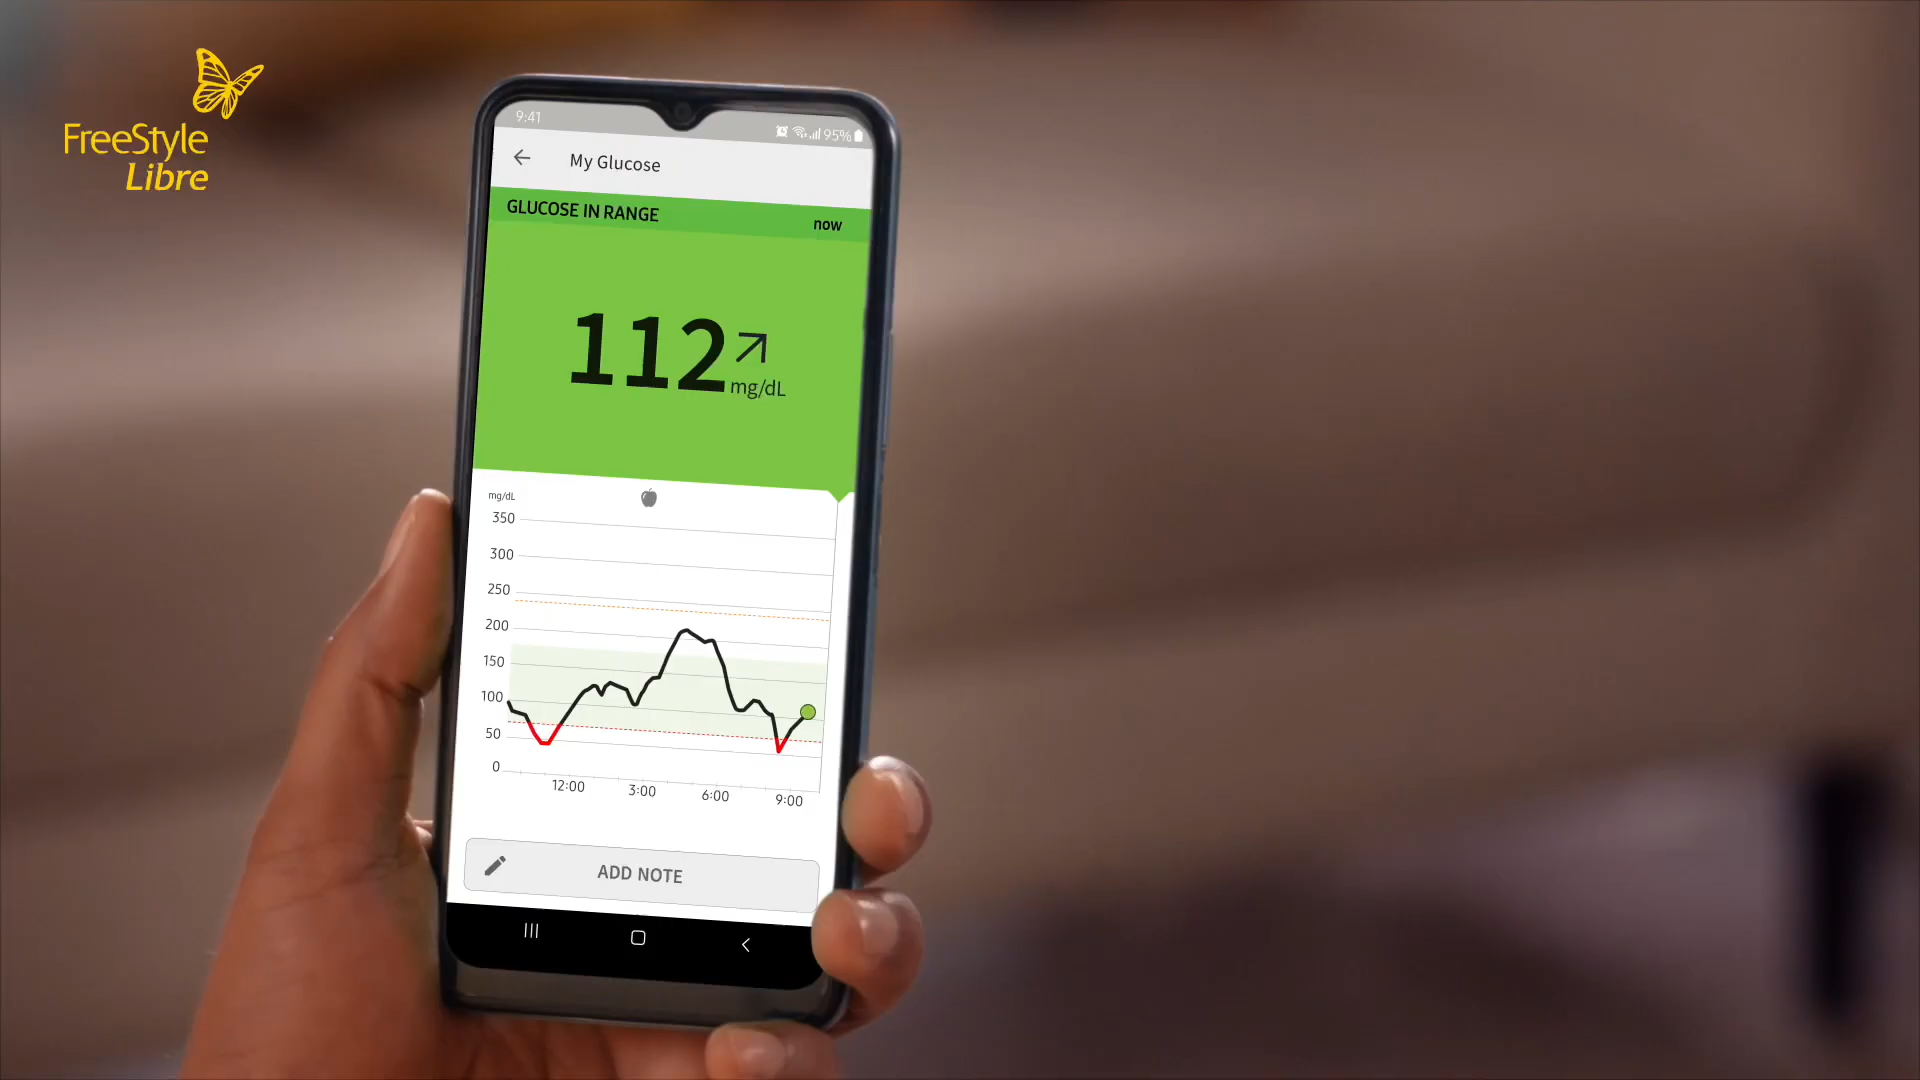 FreeStyle
Libre
9:41
95%
My Glucose
GLUCOSE IN RANGE
now
112
mg/dL
mg/dL
350
300
250
200
150
100
50
0
12:00
3:00
6:00
9:00
ADD NOTE